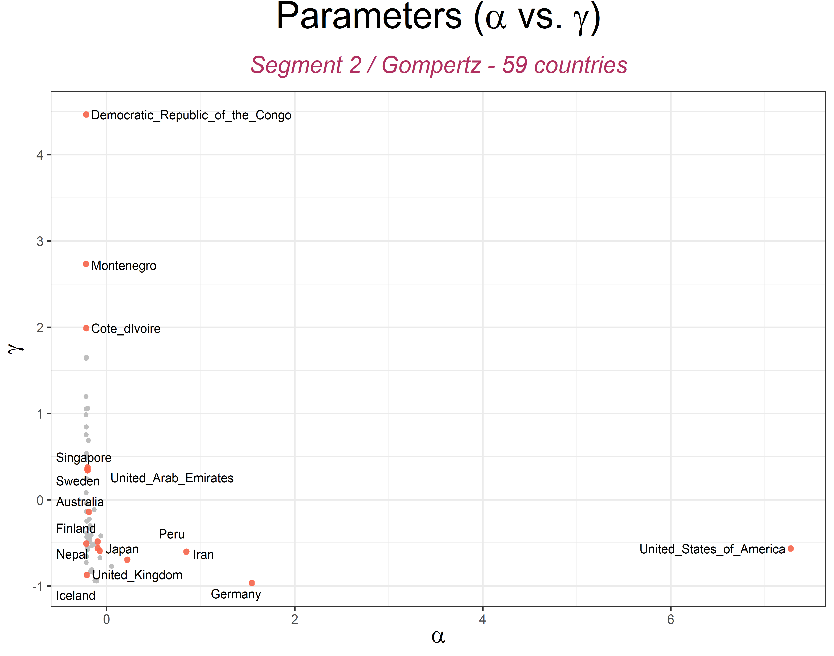 Parameters (α vs. γ)
Segment 2 / Gompertz - 59 countries
Democratic_Republic_of_the_Congo
4
3
Montenegro
2
Cote_dIvoire
γ
1
Singapore
Sweden
United_Arab_Emirates
0
Australia
Finland
Peru
Nepal
Japan
Iran
United_States_of_America
United_Kingdom
-1
Iceland
Germany
0
2
4
6
α